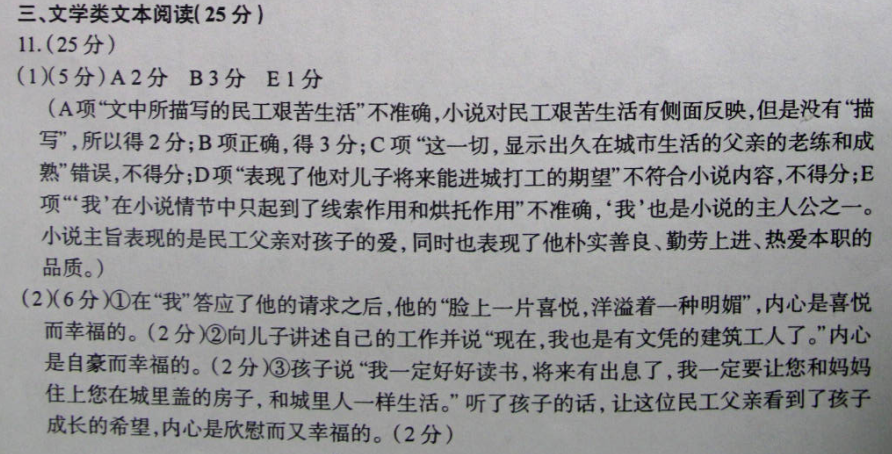 三、文学类文本阅读(25分)
11.(25分)
(1)(5分)A 2分 B 3分 E 1分
(A项“文中所描写的民工艰苦生活”不准确,小说对民工艰苦生活有侧面反映,但是没有“描
写”,所以得2分;B项正确,得3分;C项“这一切,显示出久在城市生活的父亲的老练和成
熟”错误,不得分;D项“表现了他对儿子将来能进城打工的期望”不符合小说内容,不得分;E
项“‘我’在小说情节中只起到了线索作用和烘托作用”不准确,‘我’也是小说的主人公之一。
小说主旨表现的是民工父亲对孩子的爱,同时也表现了他朴实善良、勤劳上进、热爱本职的
品质。)
(2)(6分)①在“我”答应了他的请求之后,他的“脸上一片喜悦,洋溢着一种明媚”,内心是喜悦
而幸福的。(2分)②向儿子讲述自己的工作并说“现在,我也是有文凭的建筑工人了。”内心
是自豪而幸福的。(2分)③孩子说“我一定好好读书,将来有出息了,我一定要让您和妈妈
住上您在城里盖的房子,和城里人一样生活。”听了孩子的话,让这位民工父亲看到了孩子
成长的希望,内心是欣慰而又幸福的。(2分)